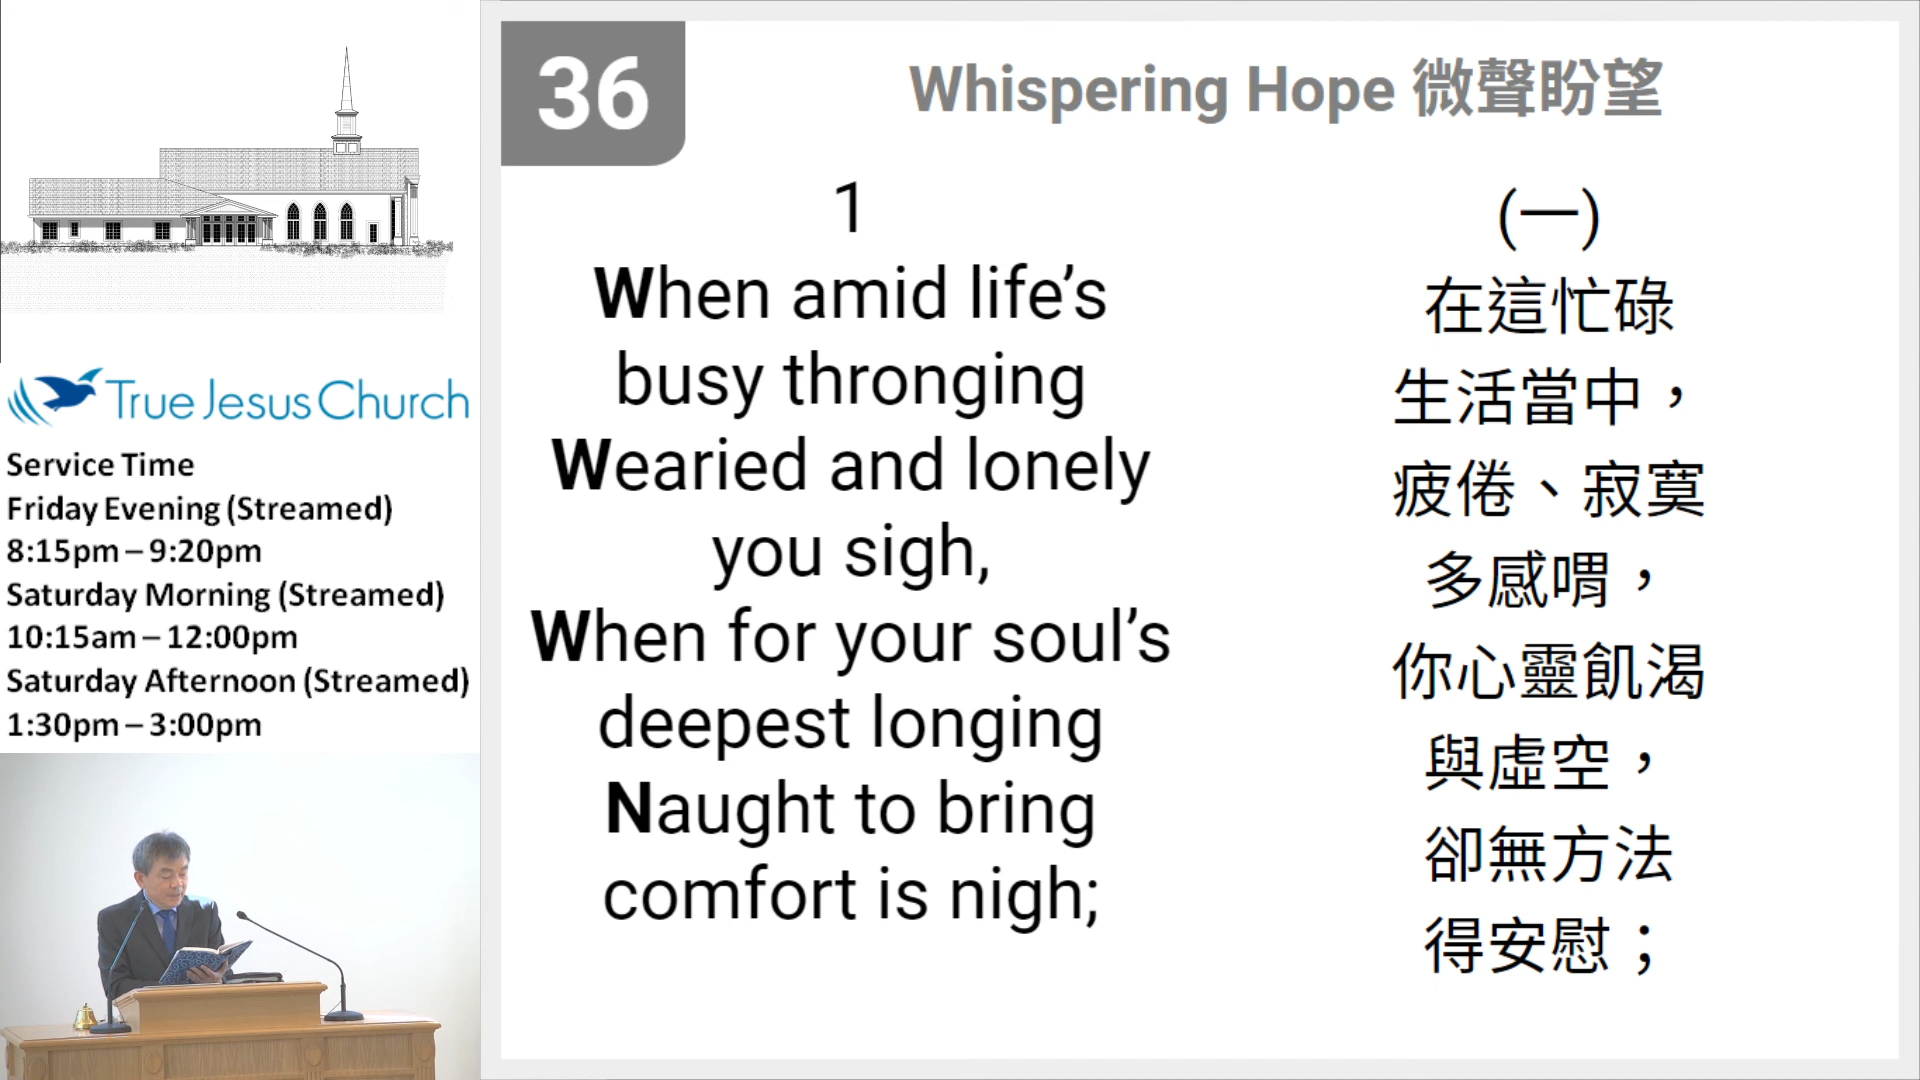 True Jesus Church
Service Time
Friday Evening (Streamed)
8:15pm – 9:20pm
Saturday Morning (Streamed)
10:15am – 12:00pm
Saturday Afternoon (Streamed)
1:30pm – 3:00pm
36
Whispering Hope 微聲盼望
1
When amid life’s
busy thronging
Wearied and lonely
you sigh,
When for your soul’s
deepest longing
Naught to bring
comfort is nigh;
(一)
在這忙碌
生活當中，
疲倦、寂寞
多感喟，
你心靈飢渴
與虛空，
卻無方法
得安慰；